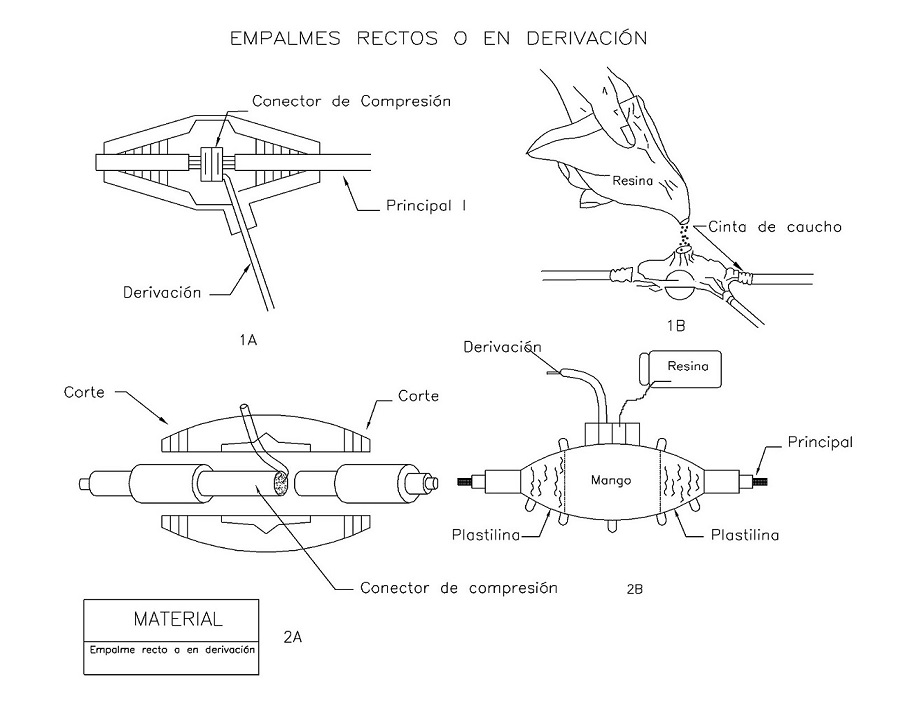 EMPALMES RECTOS O EN DERIVACIÓN
Conector de Compresión
Principal I
Derivación
1A
Resina
Cinta de caucho
1B
Corte
Corte
Conector de compresión
2A
Derivación
Resina
Principal
Mango
Plastilina
Plastilina
2B
MATERIAL
Empalme recto o en derivación